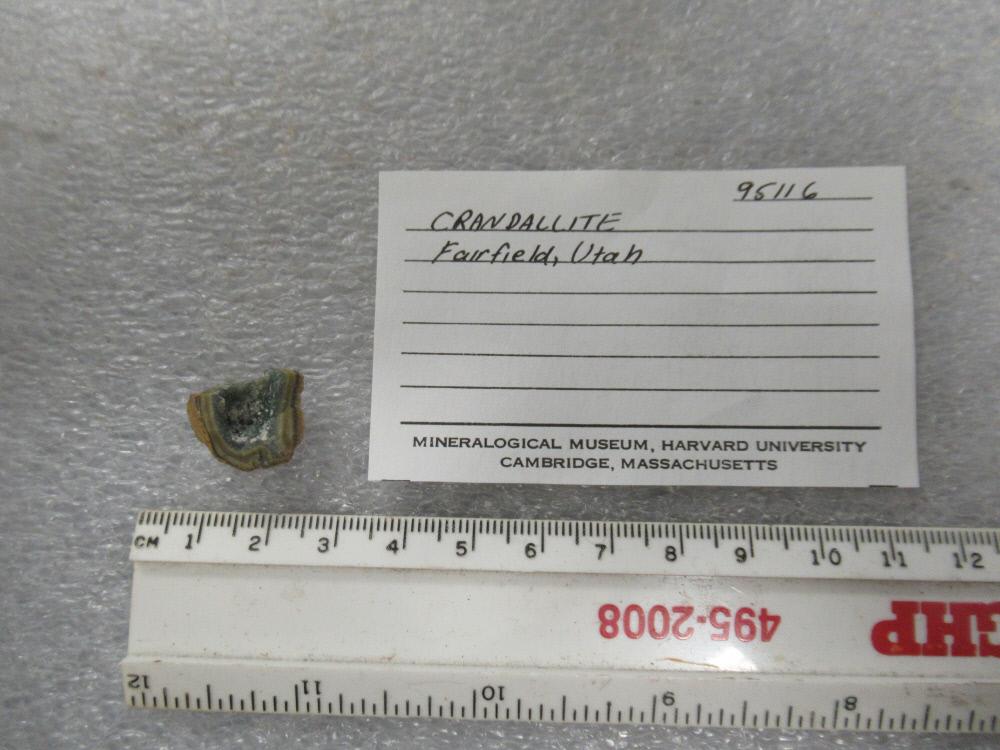 95116
CRANDALLITE
Fairfield, Utah
MINERALOGICAL MUSEUM, HARVARD UNIVERSITY
CAMBRIDGE, MASSACHUSETTS
CM 1 2 3 4 5 6 7 8 9 10 11 12
495-2008
GHP
12 11 10 9 8